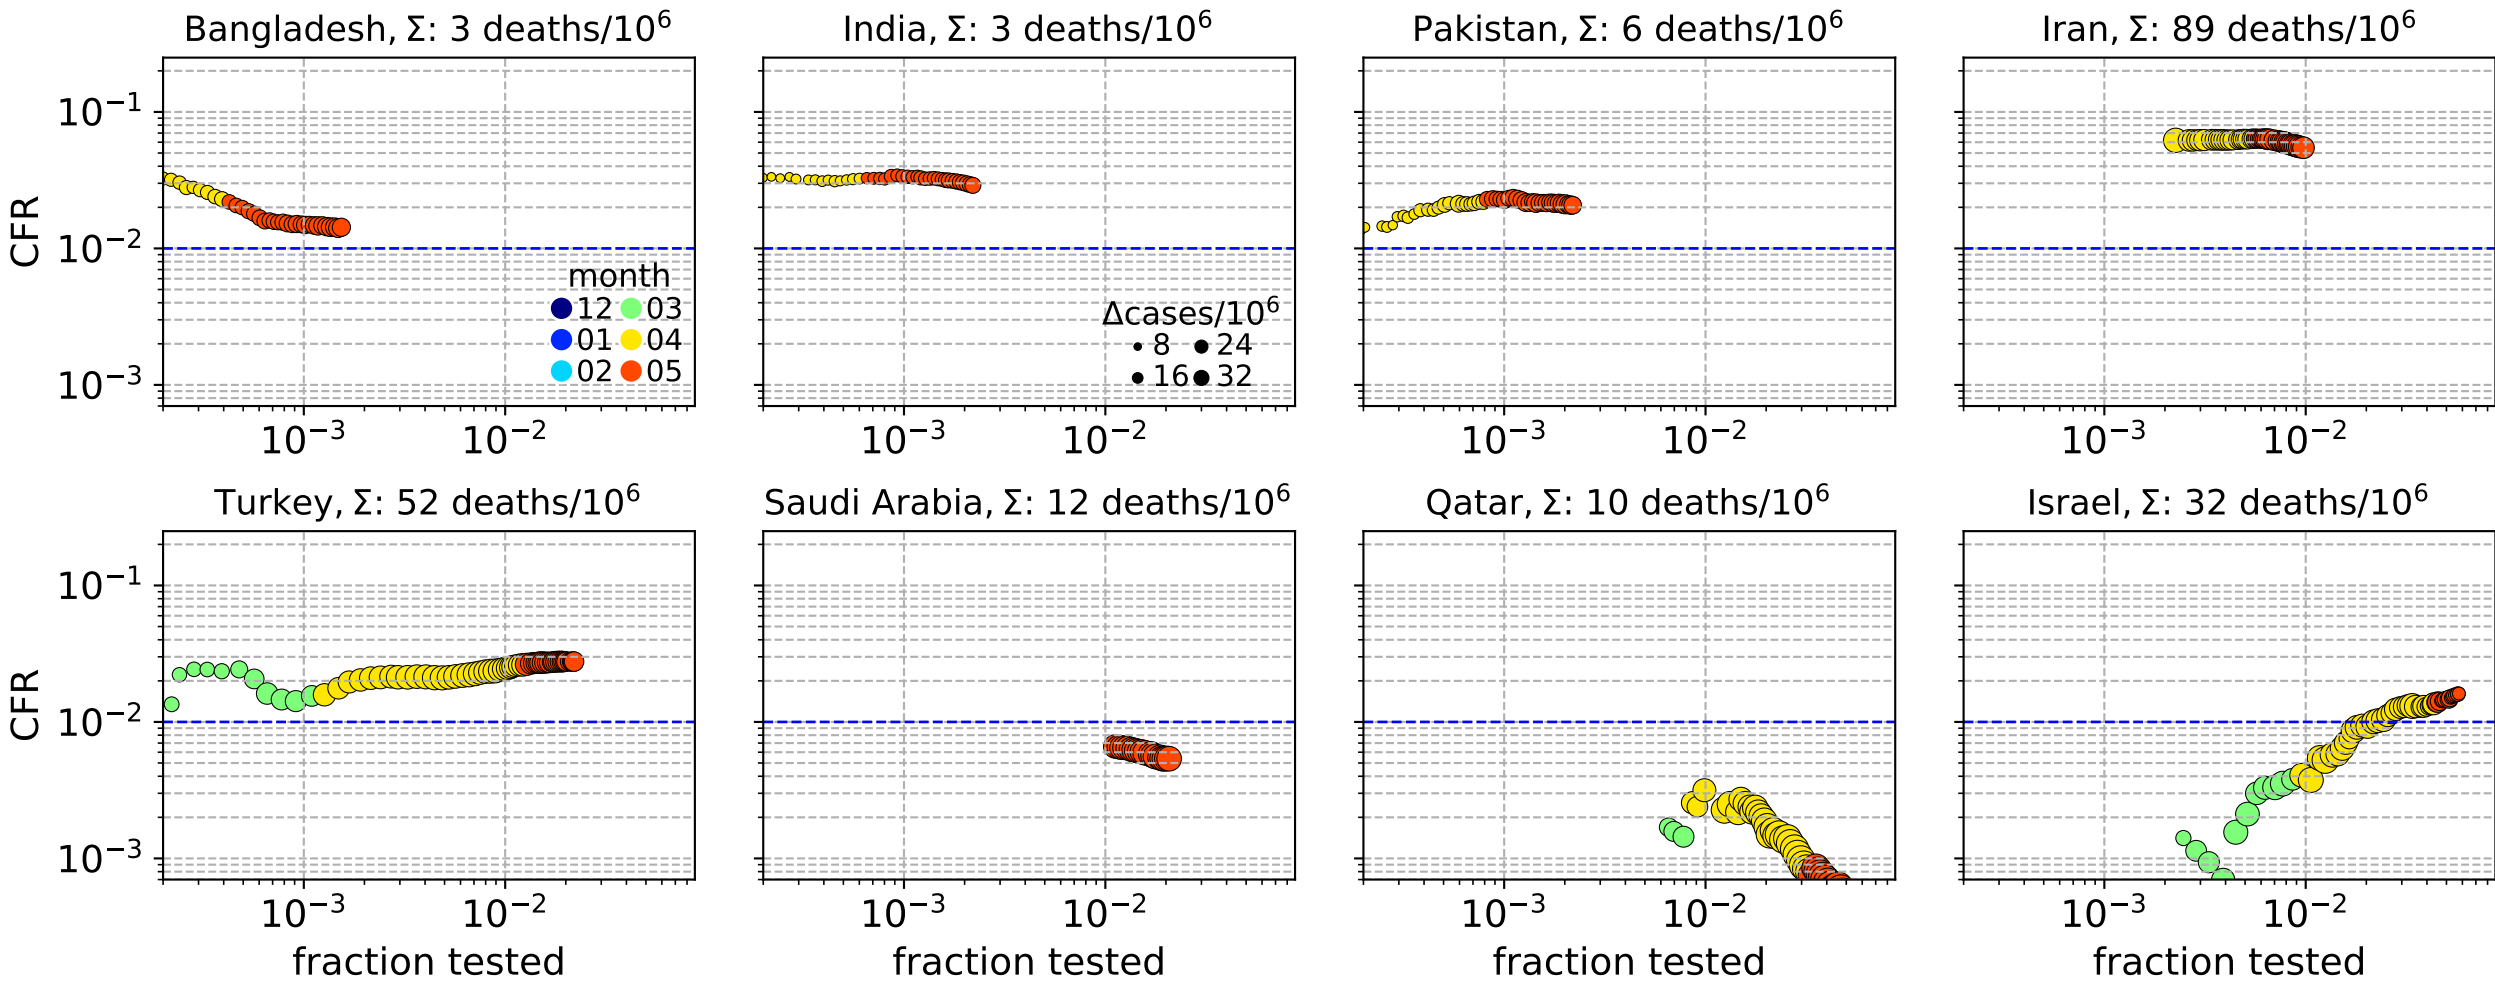 Bangladesh, Σ: 3 deaths/10⁶
India, Σ: 3 deaths/10⁶
Pakistan, Σ: 6 deaths/10⁶
Iran, Σ: 89 deaths/10⁶
CFR
10⁻¹
10⁻²
10⁻³
month
12 03
01 04
02 05
Δcases/10⁶
8 24
16 32
10⁻³ 10⁻²
10⁻³ 10⁻²
10⁻³ 10⁻²
10⁻³ 10⁻²
Turkey, Σ: 52 deaths/10⁶
Saudi Arabia, Σ: 12 deaths/10⁶
Qatar, Σ: 10 deaths/10⁶
Israel, Σ: 32 deaths/10⁶
CFR
10⁻¹
10⁻²
10⁻³
10⁻³ 10⁻²
10⁻³ 10⁻²
10⁻³ 10⁻²
10⁻³ 10⁻²
fraction tested
fraction tested
fraction tested
fraction tested